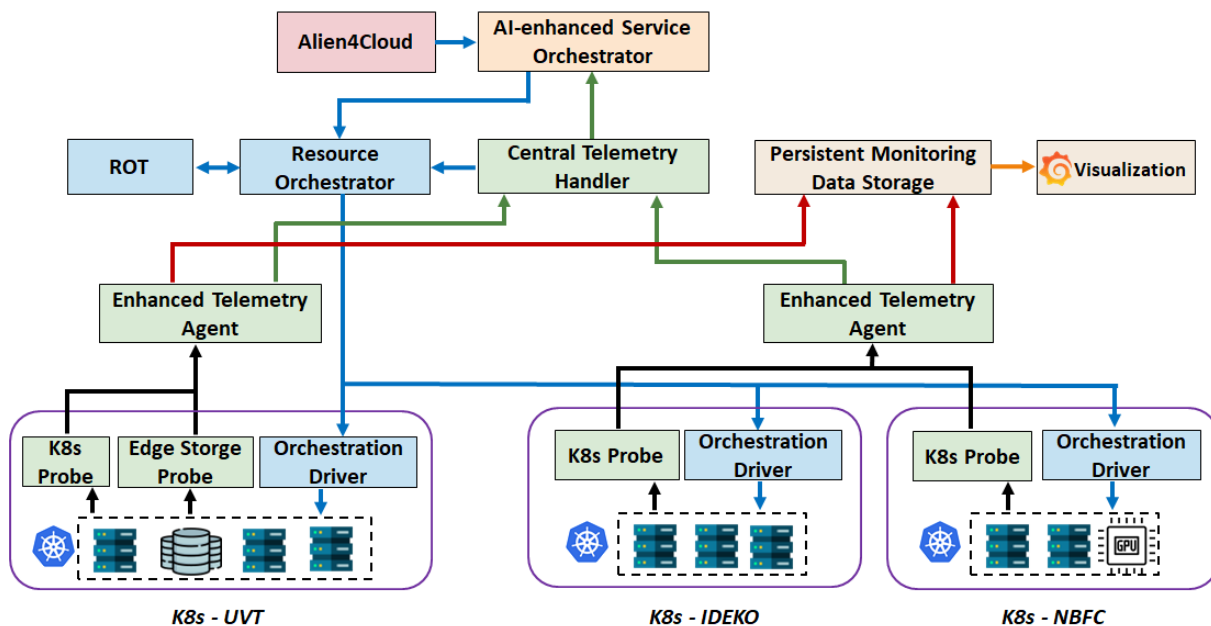 Alien4Cloud
AI-enhanced Service
Orchestrator
ROT
Resource
Orchestrator
Central Telemetry
Handler
Persistent Monitoring
Data Storage
Visualization
Enhanced Telemetry
Agent
Enhanced Telemetry
Agent
K8s
Probe
Edge Storge
Probe
Orchestration
Driver
K8s Probe
Orchestration
Driver
K8s Probe
Orchestration
Driver
GPU
K8s - UVT
K8s - IDEKO
K8s - NBFC